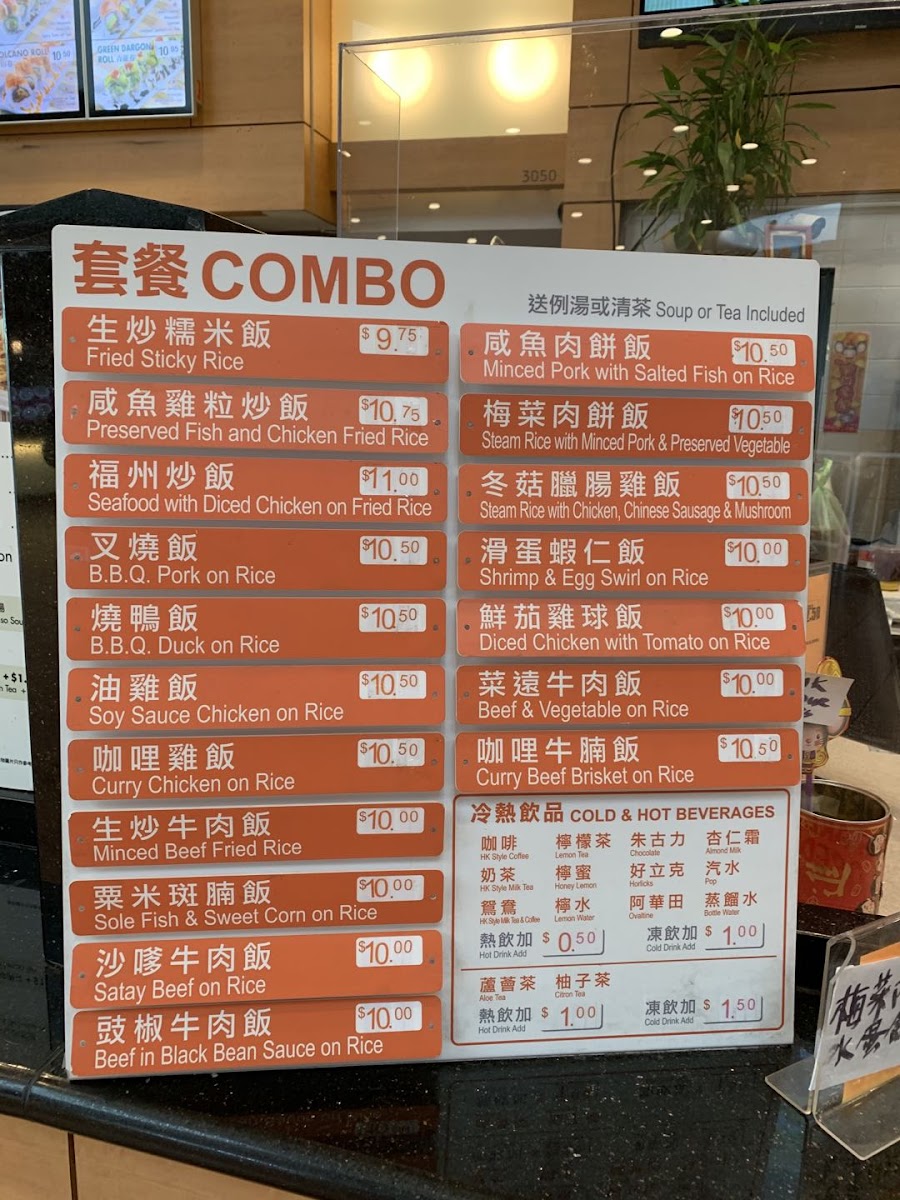 OLCANO ROLL 10.50
GREEN DARGON 10.95
ROLL
3050
套餐 COMBO
送例湯或清茶 Soup or Tea Included
生炒糯米飯 $9.75
Fried Sticky Rice
咸魚雞粒炒飯 $10.75
Preserved Fish and Chicken Fried Rice
福州炒飯 $11.00
Seafood with Diced Chicken on Fried Rice
叉燒飯 $10.50
B.B.Q. Pork on Rice
燒鴨飯 $10.50
B.B.Q. Duck on Rice
油雞飯 $10.50
Soy Sauce Chicken on Rice
咖哩雞飯 $10.50
Curry Chicken on Rice
生炒牛肉飯 $10.00
Minced Beef Fried Rice
粟米斑腩飯 $10.00
Sole Fish & Sweet Corn on Rice
沙嗲牛肉飯 $10.00
Satay Beef on Rice
豉椒牛肉飯 $10.00
Beef in Black Bean Sauce on Rice
咸魚肉餅飯 $10.50
Minced Pork with Salted Fish on Rice
梅菜肉餅飯 $10.50
Steam Rice with Minced Pork & Preserved Vegetable
冬菇臘腸雞飯 $10.50
Steam Rice with Chicken, Chinese Sausage & Mushroom
滑蛋蝦仁飯 $10.00
Shrimp & Egg Swirl on Rice
鮮茄雞球飯 $10.00
Diced Chicken with Tomato on Rice
菜遠牛肉飯 $10.00
Beef & Vegetable on Rice
咖哩牛腩飯 $10.50
Curry Beef Brisket on Rice
冷熱飲品 COLD & HOT BEVERAGES
咖啡 檸檬茶 朱古力 杏仁霜
HK Style Coffee Lemon Tea Chocolate Almond Milk
奶茶 檸蜜 好立克 汽水
HK Style Milk Tea Honey Lemon Horlicks Pop
鴛鴦 檸水 阿華田 蒸餾水
HK Style Milk Tea & Coffee Lemon Water Ovaltine Bottle Water
熱飲加 $0.50 凍飲加 $1.00
Hot Drink Add Cold Drink Add
蘆薈茶 柚子茶
Aloe Tea Citron Tea
熱飲加 $1.00 凍飲加 $1.50
Hot Drink Add Cold Drink Add
梅菜